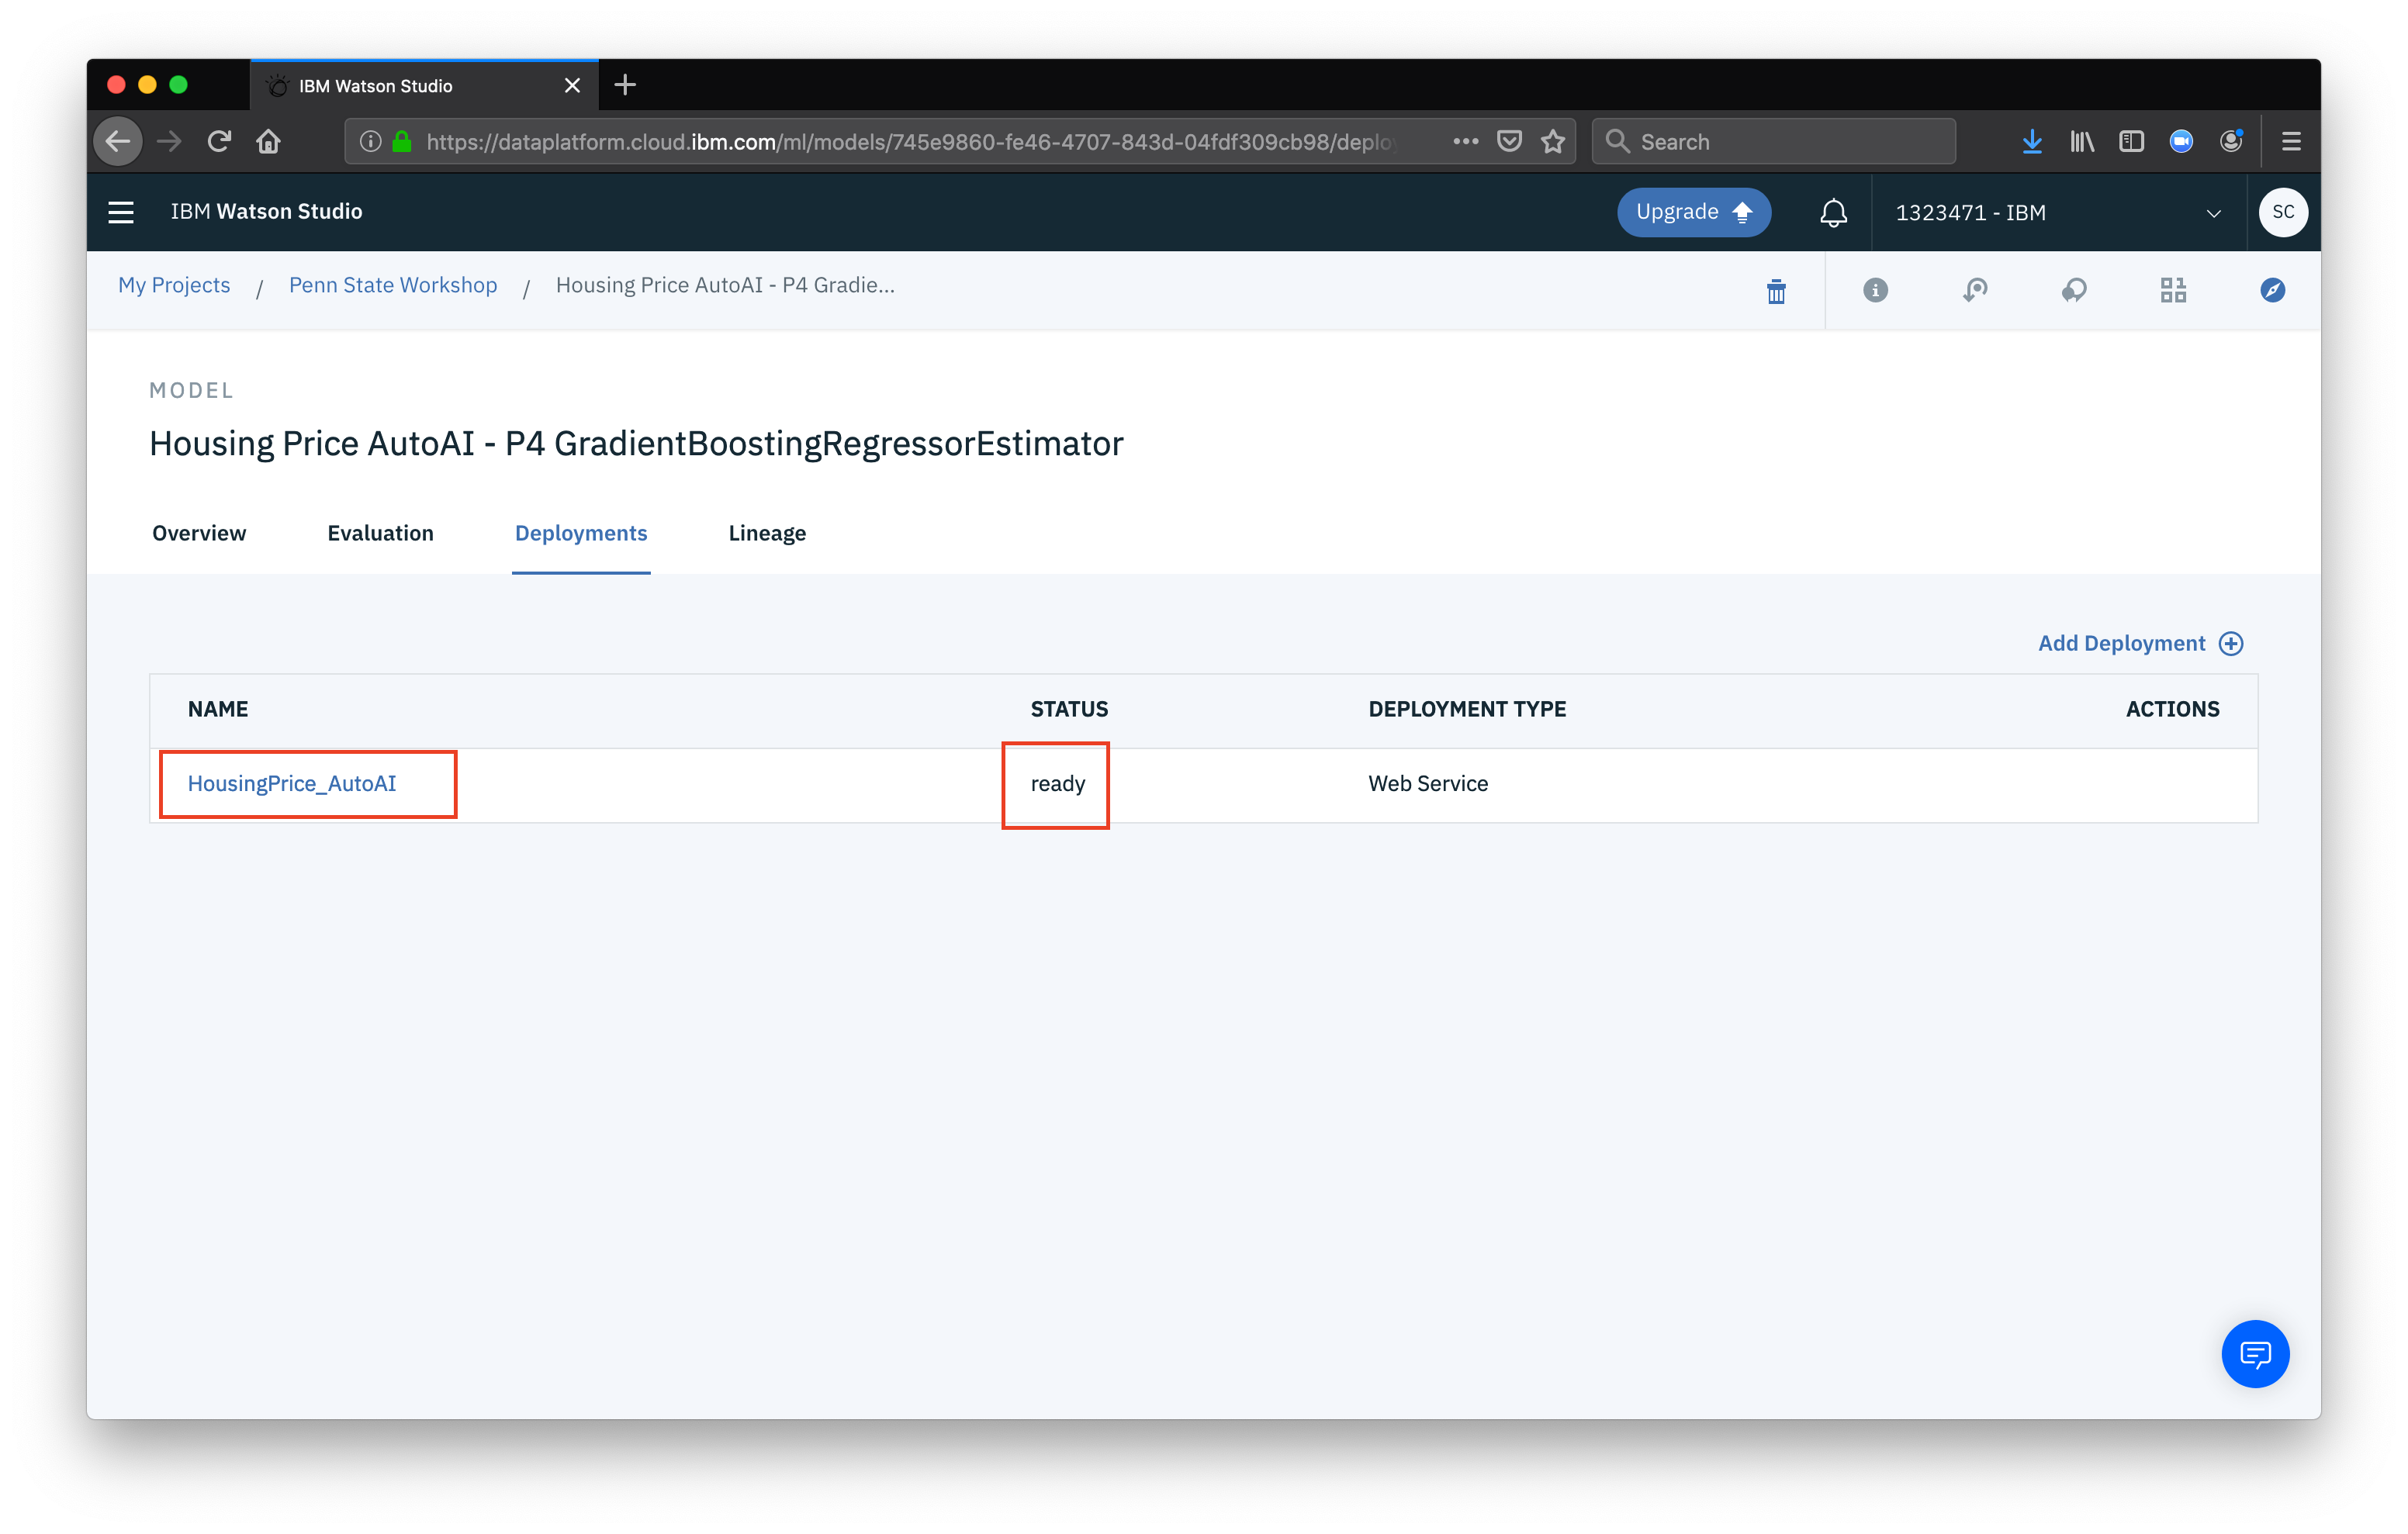 IBM Watson Studio
https://dataplatform.cloud.ibm.com/ml/models/745e9860-fe46-4707-843d-04fdf309cb98/deplo
Search
IBM Watson Studio
Upgrade
1323471 - IBM
SC
My Projects / Penn State Workshop / Housing Price AutoAI - P4 Gradie...
MODEL
Housing Price AutoAI - P4 GradientBoostingRegressorEstimator
Overview Evaluation Deployments Lineage
Add Deployment
NAME STATUS DEPLOYMENT TYPE ACTIONS
HousingPrice_AutoAI ready Web Service